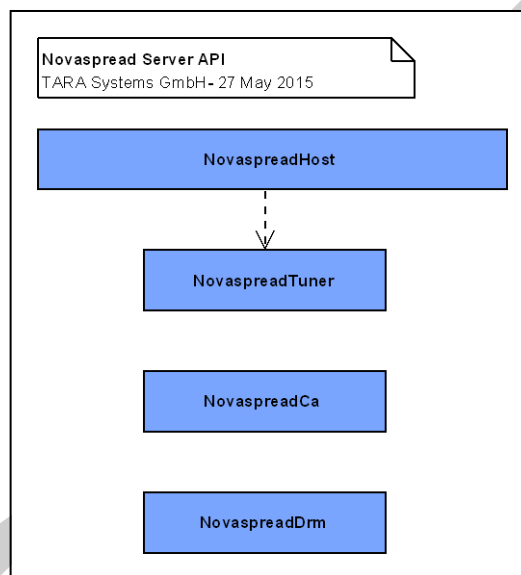 Novaspread Server API
TARA Systems GmbH- 27 May 2015
NovaspreadHost
NovaspreadTuner
NovaspreadCa
NovaspreadDrm